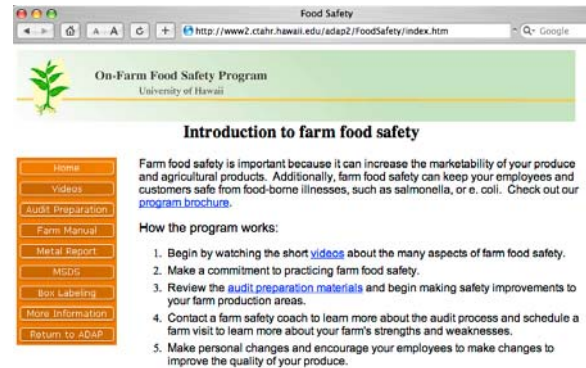 Food Safety
A A C + http://www2.ctahr.hawaii.edu/adap2/FoodSafety/index.htm Q- Google
On-Farm Food Safety Program
University of Hawaii
Introduction to farm food safety
Home
Videos
Audit Preparation
Farm Manual
Metal Report
MSDS
Box Labeling
More Information
Return to ADAP
Farm food safety is important because it can increase the marketability of your produce
and agricultural products. Additionally, farm food safety can keep your employees and
customers safe from food-borne illnesses, such as salmonella, or e. coli. Check out our
program brochure.
How the program works:
1. Begin by watching the short videos about the many aspects of farm food safety.
2. Make a commitment to practicing farm food safety.
3. Review the audit preparation materials and begin making safety improvements to
your farm production areas.
4. Contact a farm safety coach to learn more about the audit process and schedule a
farm visit to learn more about your farm's strengths and weaknesses.
5. Make personal changes and encourage your employees to make changes to
improve the quality of your produce.